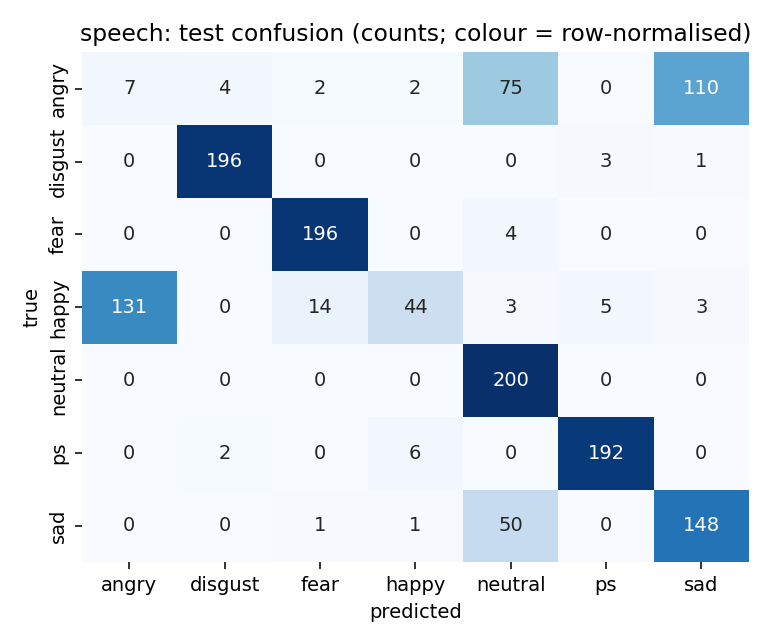 speech: test confusion (counts; colour = row-normalised)
angry 7 4 2 2 75 0 110
disgust 0 196 0 0 0 3 1
fear 0 0 196 0 4 0 0
happy 131 0 14 44 3 5 3
neutral 0 0 0 0 200 0 0
ps 0 2 0 6 0 192 0
sad 0 0 1 1 50 0 148
true
angry disgust fear happy neutral ps sad
predicted